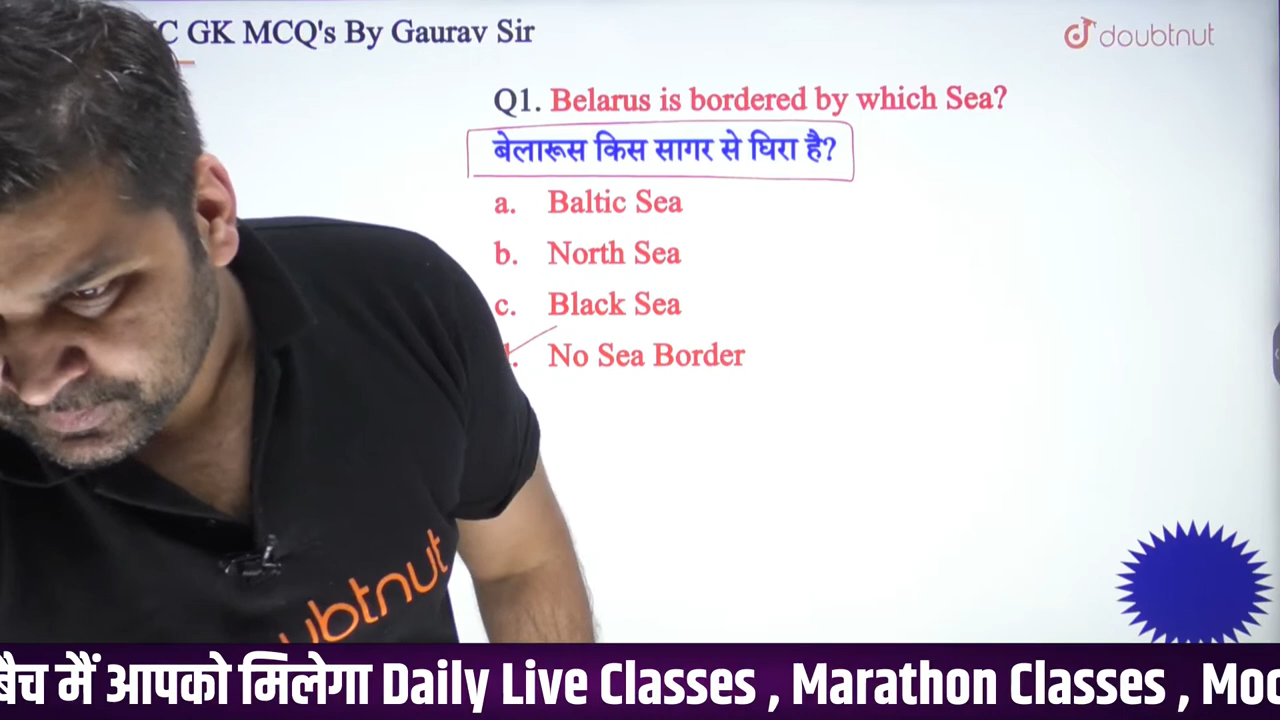 GK MCQ's By Gaurav Sir
doubtnut
Q1. Belarus is bordered by which Sea?
बेलारूस किस सागर से घिरा है?
a. Baltic Sea
b. North Sea
c. Black Sea
No Sea Border
ubtnut
बैच मैं आपको मिलेगा Daily Live Classes , Marathon Classes ,